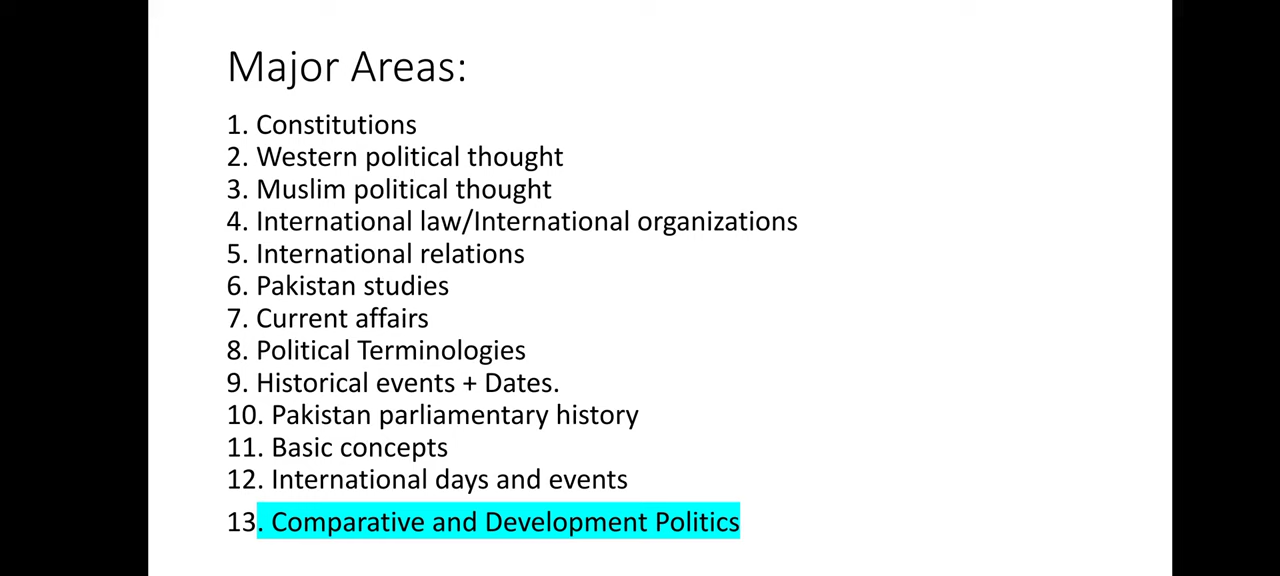 Major Areas:
1. Constitutions
2. Western political thought
3. Muslim political thought
4. International law/International organizations
5. International relations
6. Pakistan studies
7. Current affairs
8. Political Terminologies
9. Historical events + Dates.
10. Pakistan parliamentary history
11. Basic concepts
12. International days and events
13. Comparative and Development Politics